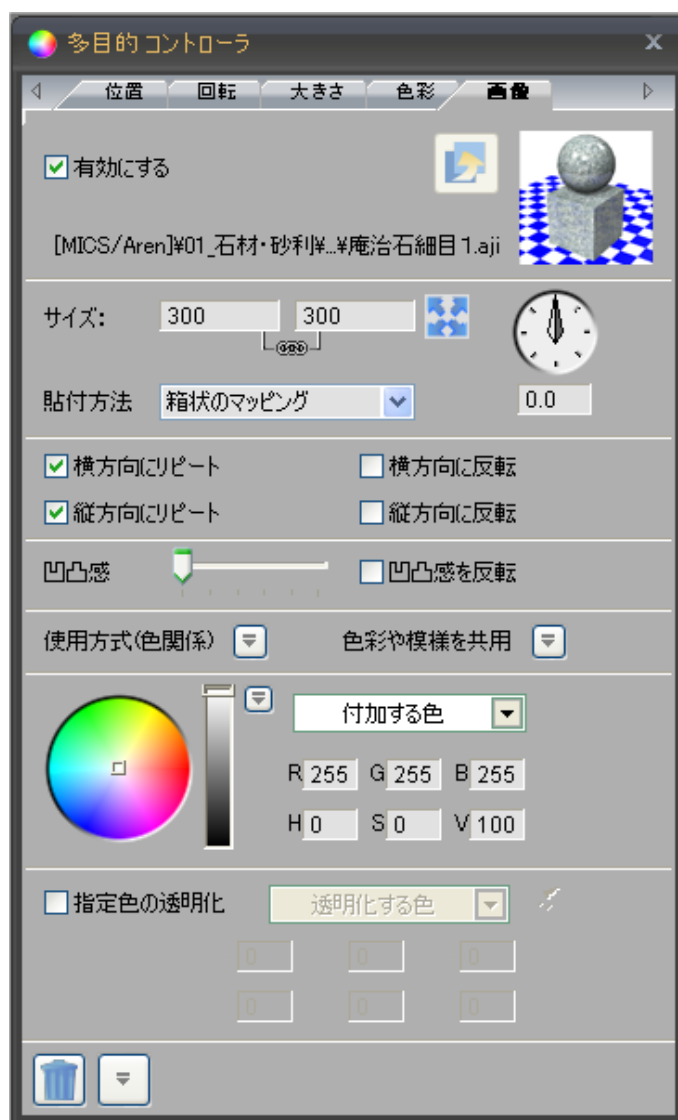 多目的コントローラ x
位置 回転 大きさ 色彩 画像
有効にする
[MICS/Aren]¥01_石材・砂利¥...¥庵治石細目1.aji
サイズ: 300 300
貼付方法 箱状のマッピング 0.0
横方向にリピート 横方向に反転
縦方向にリピート 縦方向に反転
凹凸感 凹凸感を反転
使用方式(色関係) 色彩や模様を共用
付加する色
R 255 G 255 B 255
H 0 S 0 V 100
指定色の透明化 透明化する色
0 0 0
0 0 0